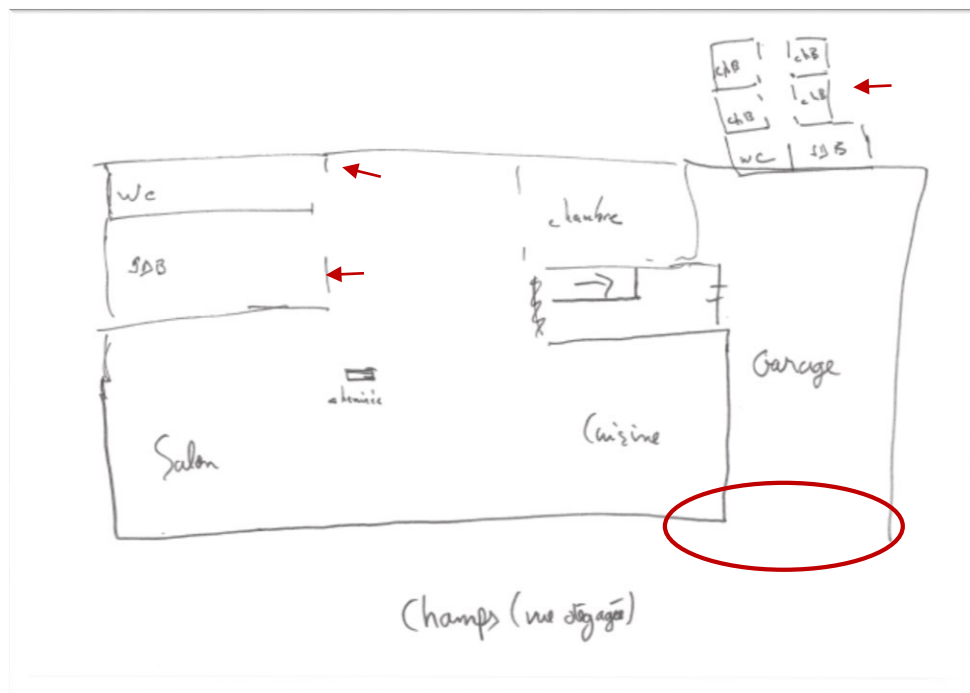 chB chB
chB chB
WC SDB
WC
chambre
SDB
Garage
cheminée
Cuisine
Salon
Champs (vue dégagée)